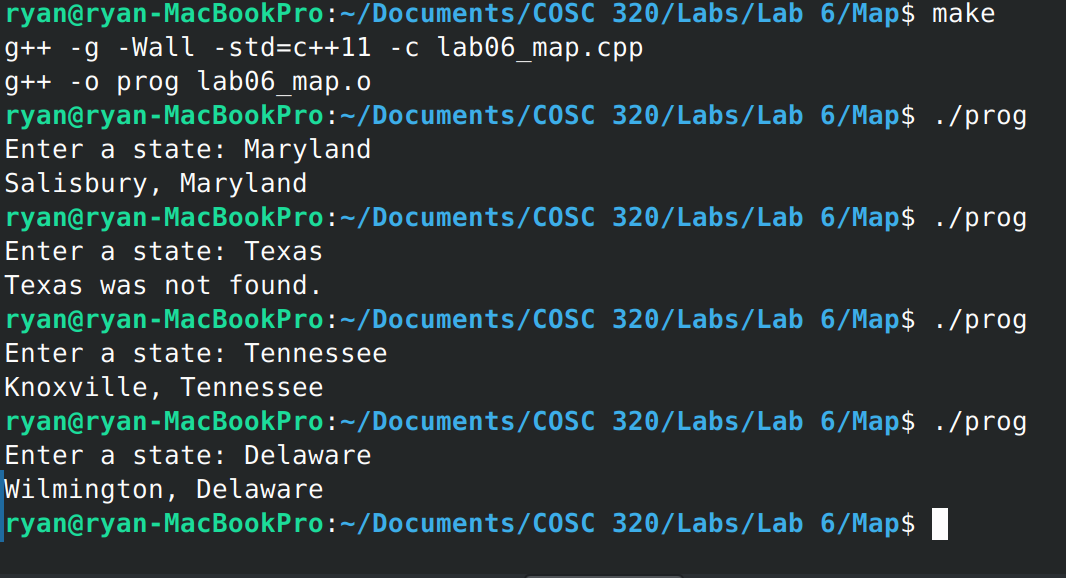 ryan@ryan-MacBookPro:~/Documents/COSC 320/Labs/Lab 6/Map$ make
g++ -g -Wall -std=c++11 -c lab06_map.cpp
g++ -o prog lab06_map.o
ryan@ryan-MacBookPro:~/Documents/COSC 320/Labs/Lab 6/Map$ ./prog
Enter a state: Maryland
Salisbury, Maryland
ryan@ryan-MacBookPro:~/Documents/COSC 320/Labs/Lab 6/Map$ ./prog
Enter a state: Texas
Texas was not found.
ryan@ryan-MacBookPro:~/Documents/COSC 320/Labs/Lab 6/Map$ ./prog
Enter a state: Tennessee
Knoxville, Tennessee
ryan@ryan-MacBookPro:~/Documents/COSC 320/Labs/Lab 6/Map$ ./prog
Enter a state: Delaware
Wilmington, Delaware
ryan@ryan-MacBookPro:~/Documents/COSC 320/Labs/Lab 6/Map$